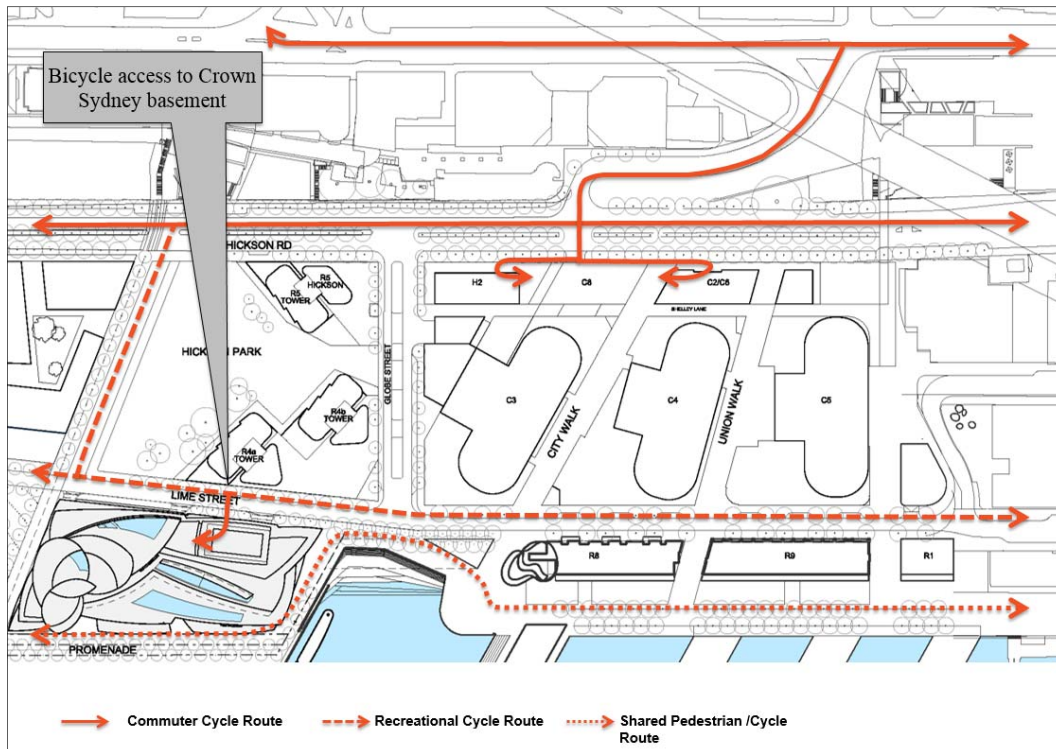 Bicycle access to Crown
Sydney basement
HICKSON RD
R5
HICKSON
R5
TOWER
H2
C8
C2/C6
SHELLEY LANE
HICK N PARK
GLOBE STREET
R4b
TOWER
C3
C4
C5
CITY WALK
UNION WALK
R4a
TOWER
LIME STREET
R8
R9
R1
PROMENADE
Commuter Cycle Route
Recreational Cycle Route
Shared Pedestrian /Cycle
Route